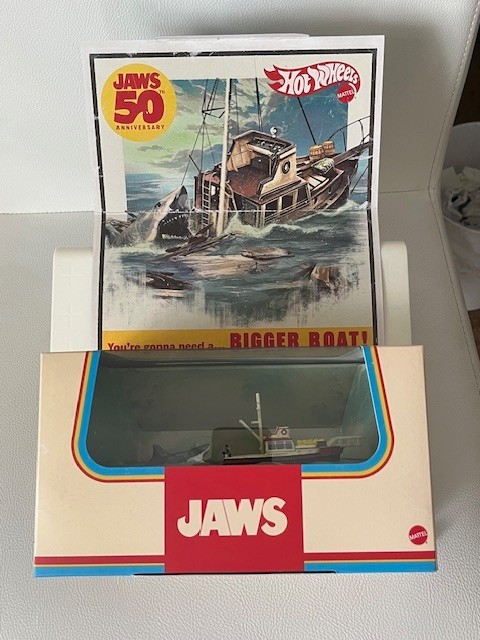 JAWS
50TH
ANNIVERSARY
Hot Wheels
MATTEL
You're gonna need a... BIGGER BOAT!
JAWS
MATTEL